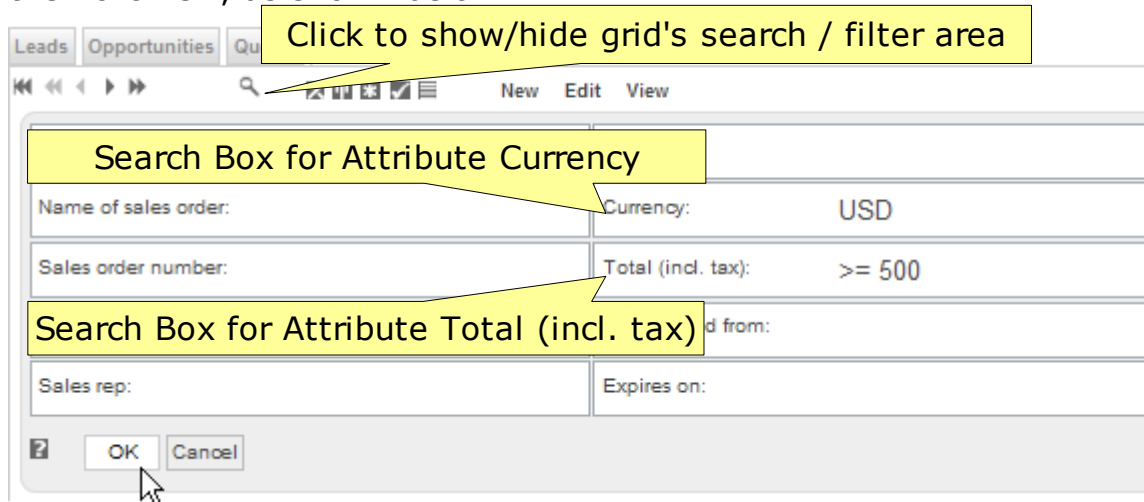 Click to show/hide grid's search / filter area
Leads Opportunities
New Edit View
Search Box for Attribute Currency
Name of sales order: Currency: USD
Sales order number: Total (incl. tax): >= 500
Search Box for Attribute Total (incl. tax) from:
Sales rep: Expires on:
? OK Cancel